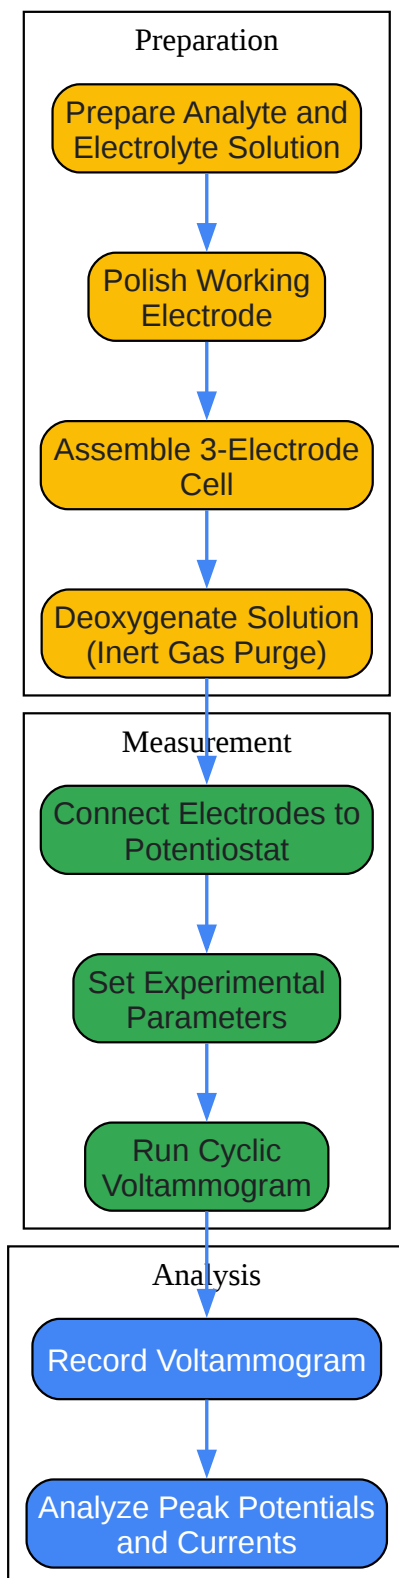 Preparation
Prepare Analyte and
Electrolyte Solution
Polish Working
Electrode
Assemble 3-Electrode
Cell
Deoxygenate Solution
(Inert Gas Purge)
Measurement
Connect Electrodes to
Potentiostat
Set Experimental
Parameters
Run Cyclic
Voltammogram
Analysis
Record Voltammogram
Analyze Peak Potentials
and Currents